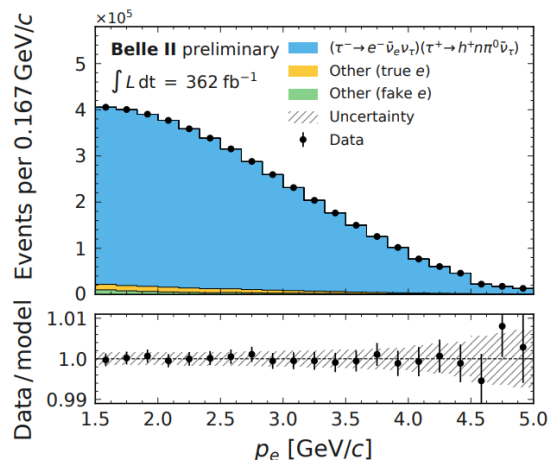 ×10⁵
Belle II preliminary
∫ L dt = 362 fb⁻¹
(τ⁻→ e⁻ν̄ₑν_τ)(τ⁺→ h⁺nπ⁰ν̄_τ)
Other (true e)
Other (fake e)
Uncertainty
Data
Events per 0.167 GeV/c
5
4
3
2
1
0
Data / model
1.01
1.0
0.99
1.5 2.0 2.5 3.0 3.5 4.0 4.5 5.0
pₑ [GeV/c]